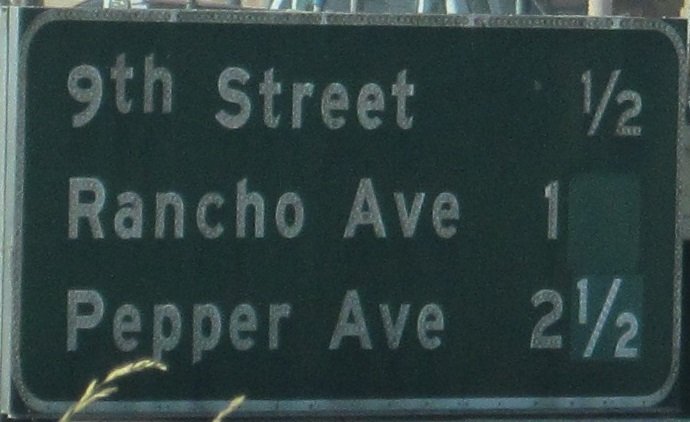 9th Street ½
Rancho Ave 1
Pepper Ave 2½